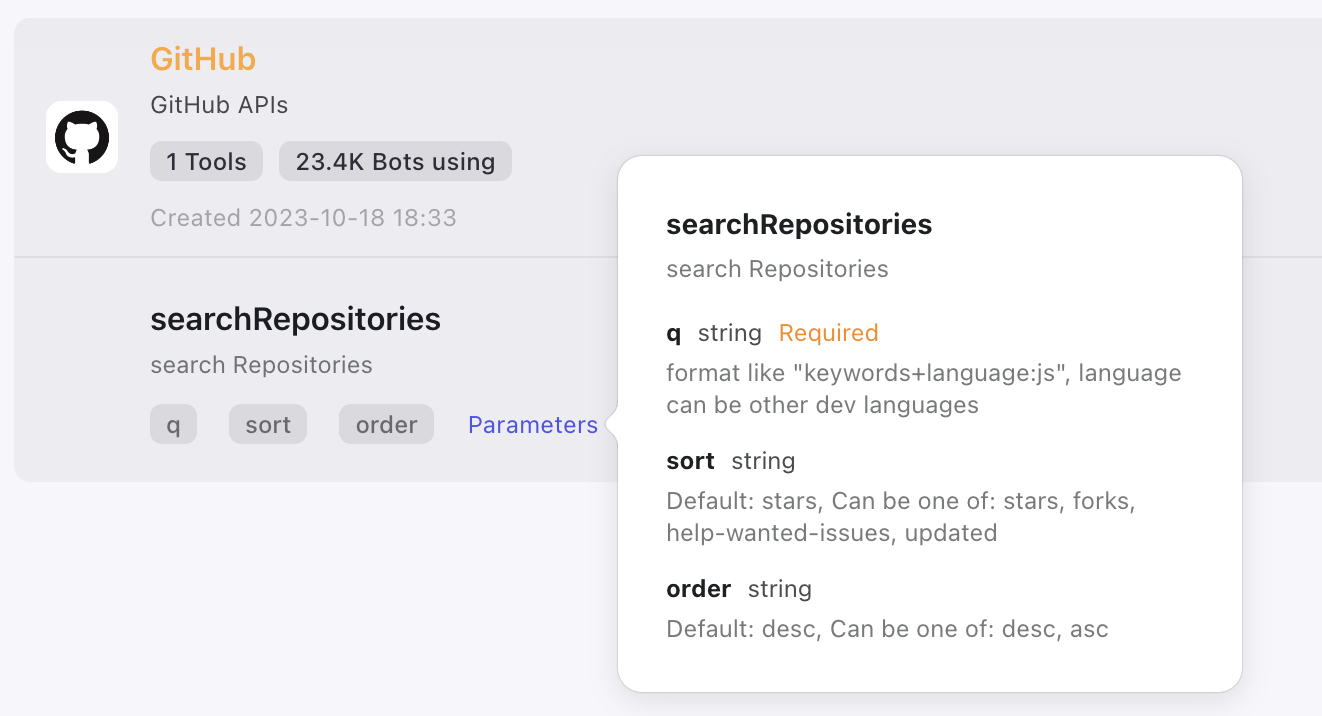 GitHub
GitHub APIs
1 Tools 23.4K Bots using
Created 2023-10-18 18:33
searchRepositories
search Repositories
q sort order Parameters
searchRepositories
search Repositories
q string Required
format like "keywords+language:js", language
can be other dev languages
sort string
Default: stars, Can be one of: stars, forks,
help-wanted-issues, updated
order string
Default: desc, Can be one of: desc, asc